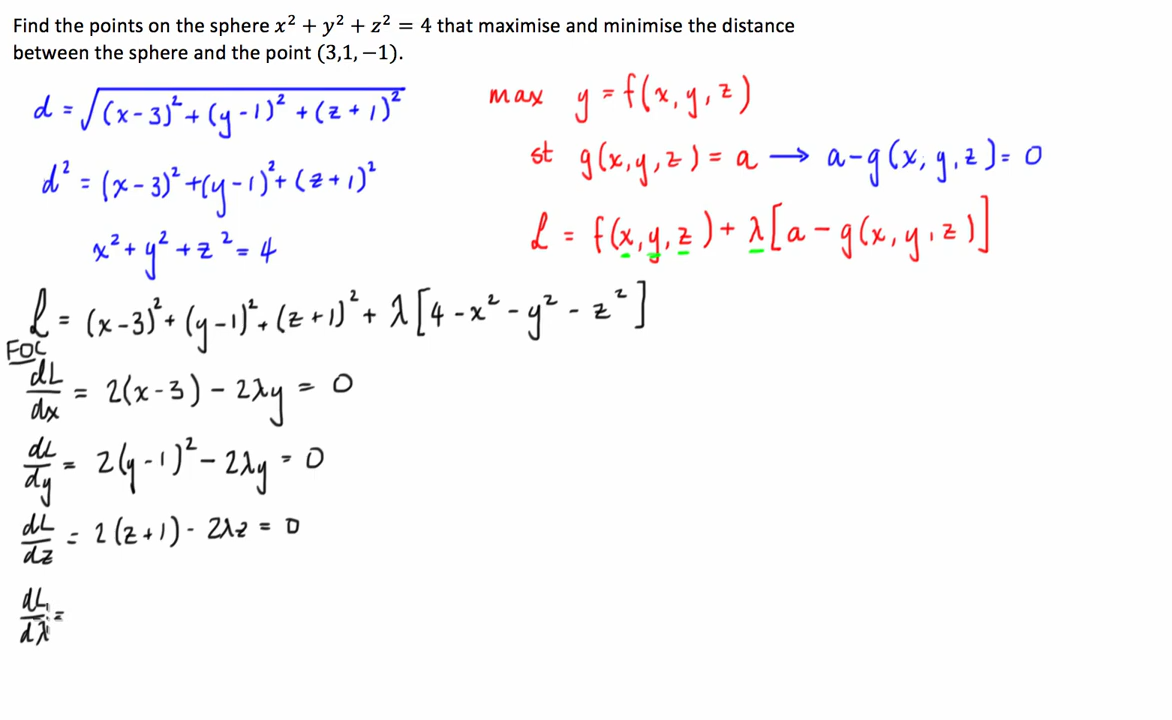 Find the points on the sphere x² + y² + z² = 4 that maximise and minimise the distance
between the sphere and the point (3,1,−1).
d = √((x-3)² + (y-1)² + (z+1)²)
max y = f(x,y,z)
d² = (x-3)² + (y-1)² + (z+1)²
st g(x,y,z) = a → a-g(x,y,z) = 0
x² + y² + z² = 4
L = f(x,y,z) + λ[a - g(x,y,z)]
L = (x-3)² + (y-1)² + (z+1)² + λ[4 - x² - y² - z²]
FOC
dL/dx = 2(x-3) - 2λy = 0
dL/dy = 2(y-1)² - 2λy = 0
dL/dz = 2(z+1) - 2λz = 0
dL/dλ =